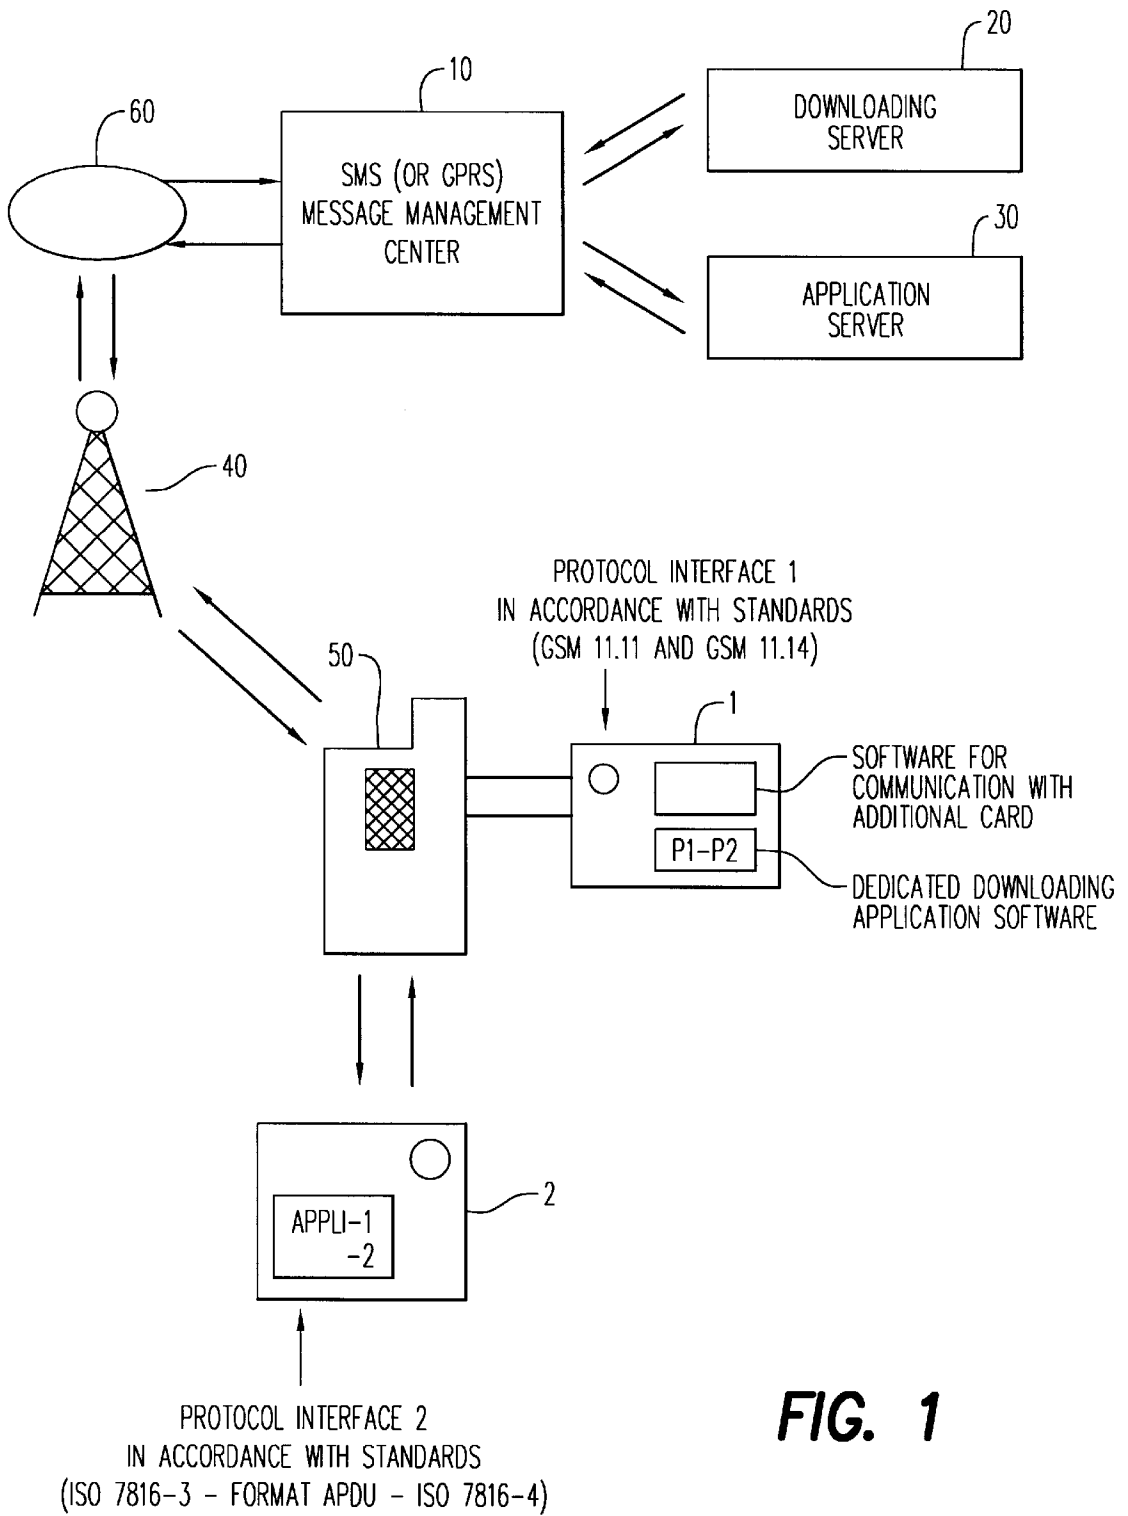 20
10
DOWNLOADING
SERVER
60
SMS (OR GPRS)
MESSAGE MANAGEMENT
CENTER
30
APPLICATION
SERVER
40
PROTOCOL INTERFACE 1
IN ACCORDANCE WITH STANDARDS
(GSM 11.11 AND GSM 11.14)
50
1
SOFTWARE FOR
COMMUNICATION WITH
ADDITIONAL CARD
P1-P2
DEDICATED DOWNLOADING
APPLICATION SOFTWARE
2
APPLI-1
-2
PROTOCOL INTERFACE 2
IN ACCORDANCE WITH STANDARDS
(ISO 7816-3 - FORMAT APDU - ISO 7816-4)
FIG. 1